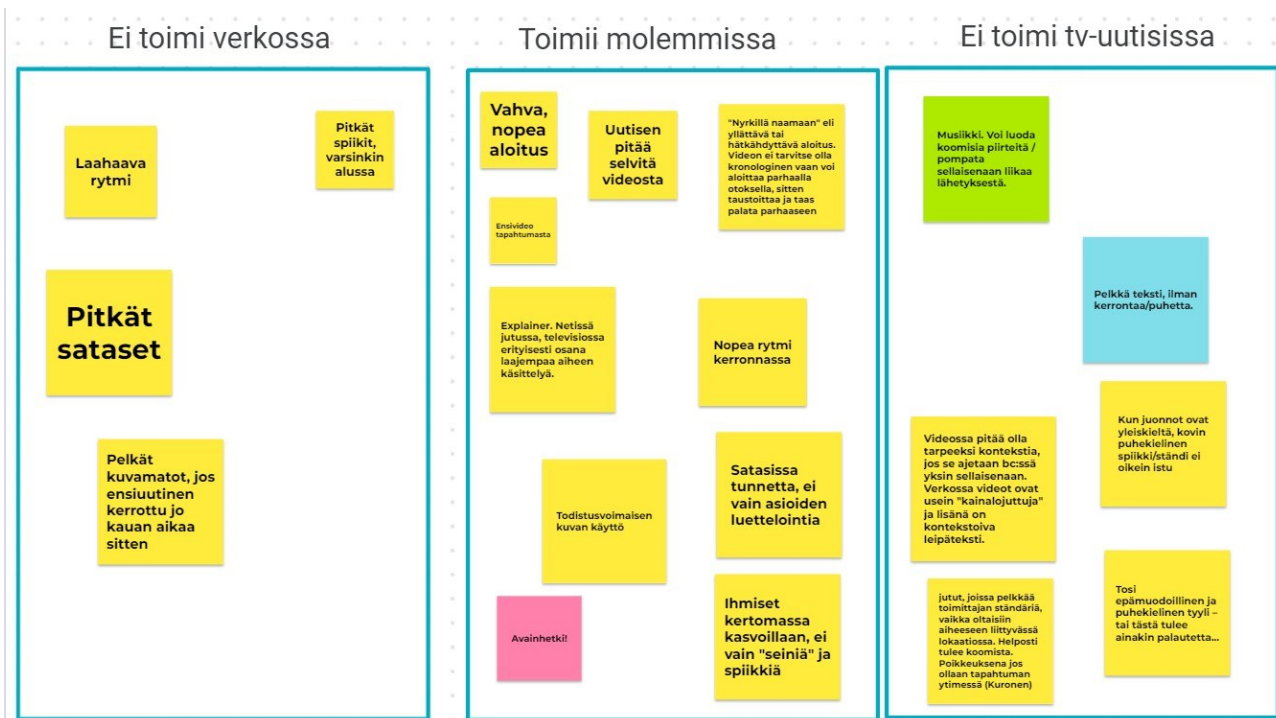 Ei toimi verkossa
Laahaava
rytmi
Pitkät
spiikit,
varsinkin
alussa
Pitkät
sataset
Pelkät
kuvamatot, jos
ensiuutinen
kerrottu jo
kauan aikaa
sitten
Toimii molemmissa
Vahva,
nopea
aloitus
Uutisen
pitää
selvitä
videosta
"Nyrkillä naamaan" eli
yllättävä tai
hätkähdyttävä aloitus.
Videon ei tarvitse olla
kronologinen vaan voi
aloittaa parhaalla
otoksella, sitten
taustoittaa ja taas
palata parhaaseen
Ensivideo
tapahtumasta
Explainer. Netissä
jutussa, televisiossa
erityisesti osana
laajempaa aiheen
käsittelyä.
Nopea rytmi
kerronnassa
Todistusvoimaisen
kuvan käyttö
Satasissa
tunnetta, ei
vain asioiden
luettelointia
Avainhetki!
Ihmiset
kertomassa
kasvoillaan, ei
vain "seiniä" ja
spiikkiä
Ei toimi tv-uutisissa
Musiikki. Voi luoda
koomisia piirteitä /
pompata
sellaisenaan liikaa
lähetyksestä.
Pelkkä teksti, ilman
kerrontaa/puhetta.
Kun juonnot ovat
yleiskieltä, kovin
puhekielinen
spiikki/ständi ei
oikein istu
Videossa pitää olla
tarpeeksi kontekstia,
jos se ajetaan bc:ssä
yksin sellaisenaan.
Verkossa videot ovat
usein "kainalojuttuja"
ja lisänä on
kontekstoiva
leipäteksti.
jutut, joissa pelkkää
toimittajan ständäriä,
vaikka oltaisiin
aiheeseen liittyvässä
lokaatiossa. Helposti
tulee koomista.
Poikkeuksena jos
ollaan tapahtuman
ytimessä (Kuronen)
Tosi
epämuodoillinen ja
puhekielinen tyyli –
tai tästä tulee
ainakin palautetta...